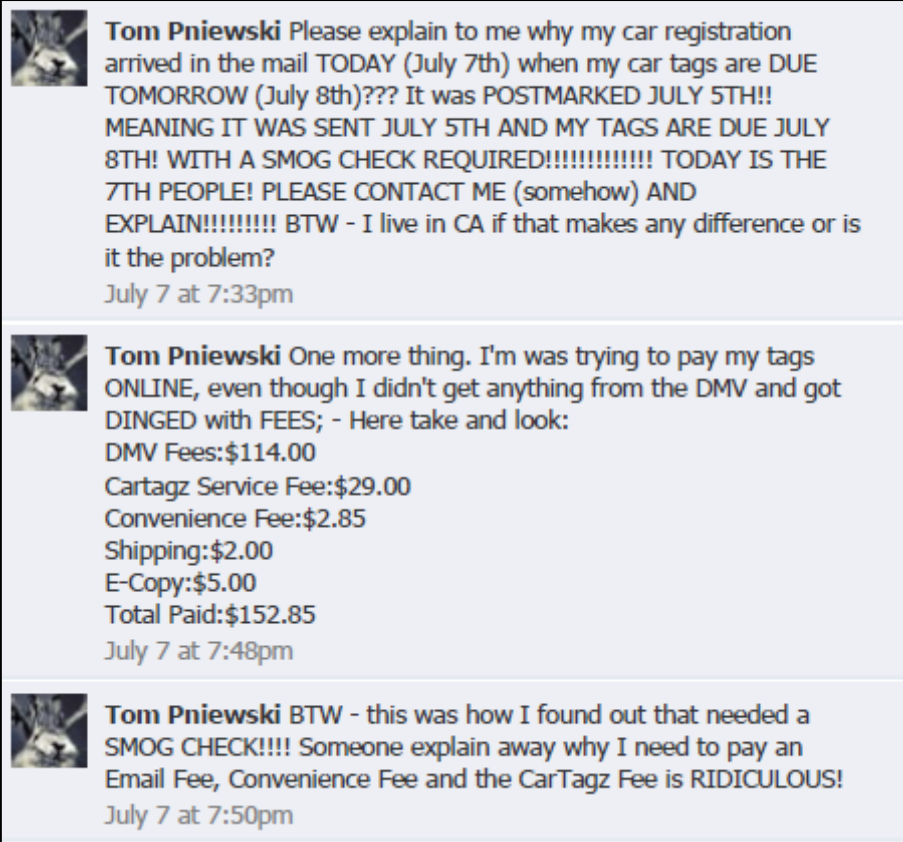 Tom Pniewski Please explain to me why my car registration
arrived in the mail TODAY (July 7th) when my car tags are DUE
TOMORROW (July 8th)??? It was POSTMARKED JULY 5TH!!
MEANING IT WAS SENT JULY 5TH AND MY TAGS ARE DUE JULY
8TH! WITH A SMOG CHECK REQUIRED!!!!!!!!!!!!! TODAY IS THE
7TH PEOPLE! PLEASE CONTACT ME (somehow) AND
EXPLAIN!!!!!!!!! BTW - I live in CA if that makes any difference or is
it the problem?
July 7 at 7:33pm
Tom Pniewski One more thing. I'm was trying to pay my tags
ONLINE, even though I didn't get anything from the DMV and got
DINGED with FEES; - Here take and look:
DMV Fees:$114.00
Cartagz Service Fee:$29.00
Convenience Fee:$2.85
Shipping:$2.00
E-Copy:$5.00
Total Paid:$152.85
July 7 at 7:48pm
Tom Pniewski BTW - this was how I found out that needed a
SMOG CHECK!!!! Someone explain away why I need to pay an
Email Fee, Convenience Fee and the CarTagz Fee is RIDICULOUS!
July 7 at 7:50pm